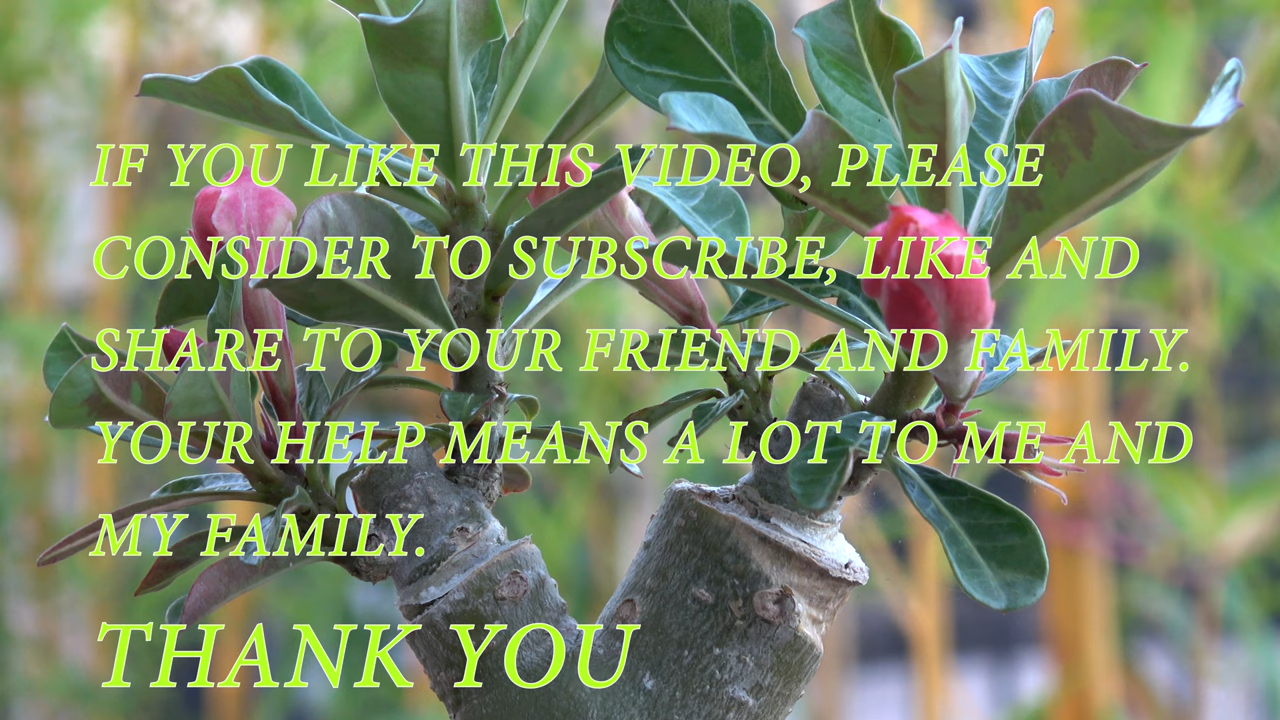 IF YOU LIKE THIS VIDEO, PLEASE
CONSIDER TO SUBSCRIBE, LIKE AND
SHARE TO YOUR FRIEND AND FAMILY.
YOUR HELP MEANS A LOT TO ME AND
MY FAMILY.
THANK YOU